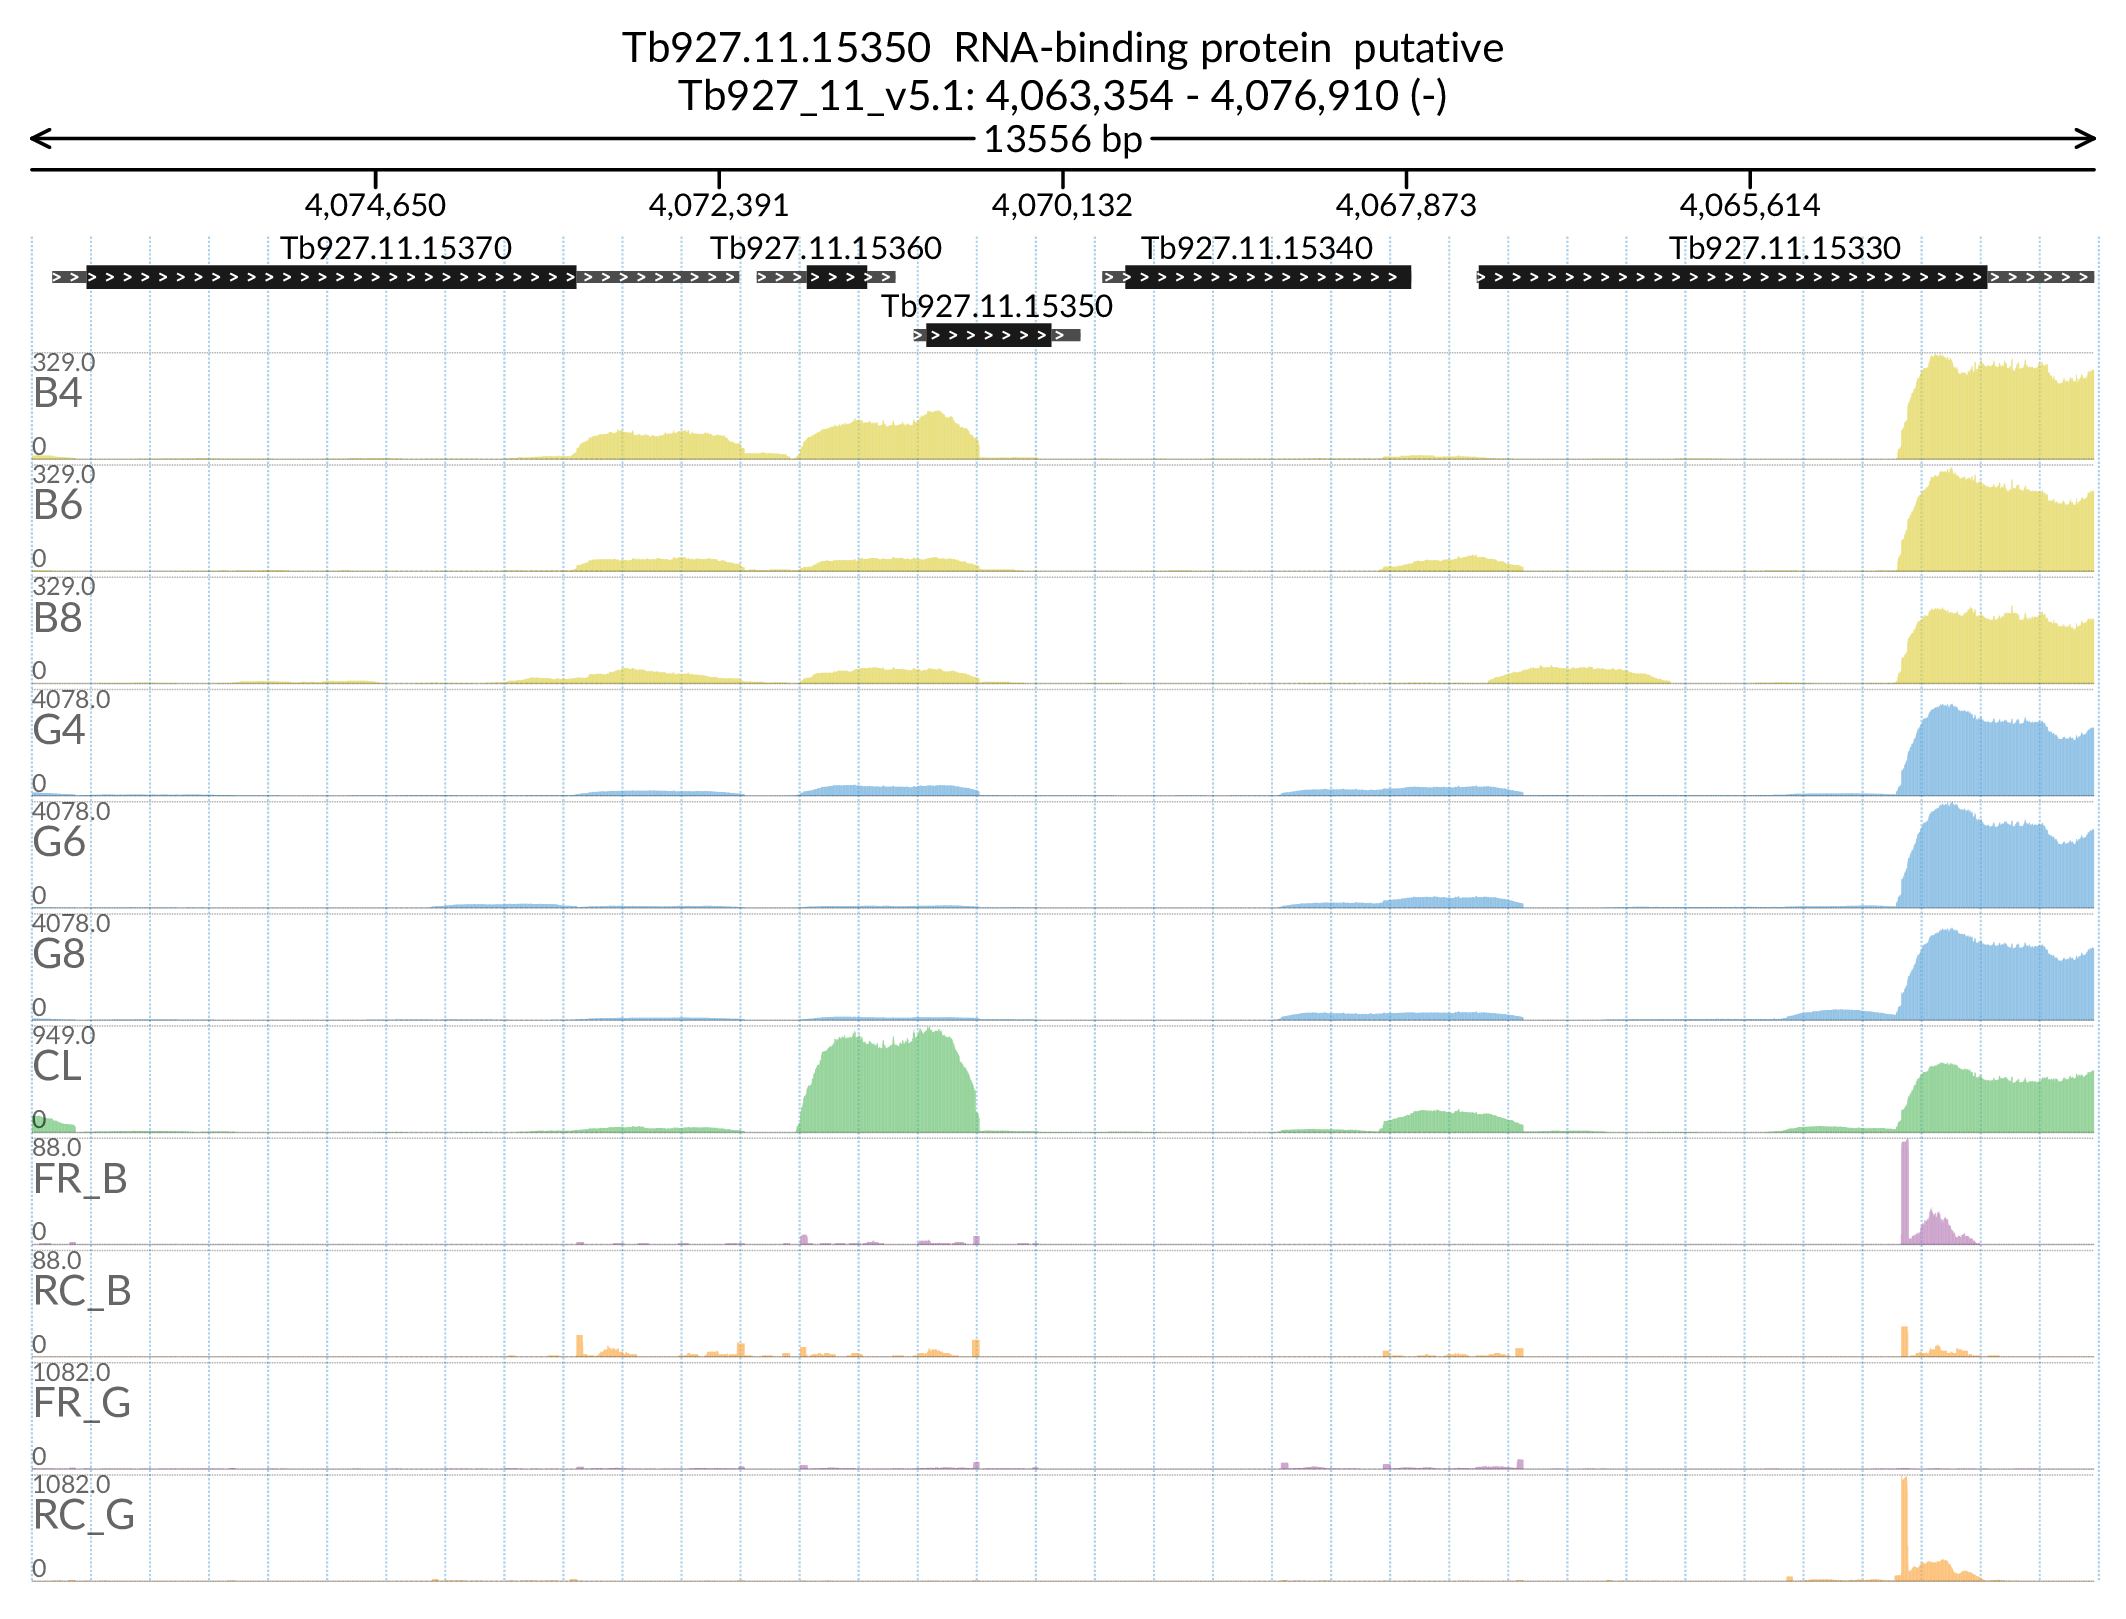 Tb927.11.15350  RNA-binding protein  putative
Tb927_11_v5.1: 4,063,354 - 4,076,910 (-)
13556 bp
4,074,650 4,072,391 4,070,132 4,067,873 4,065,614
Tb927.11.15370 Tb927.11.15360 Tb927.11.15340 Tb927.11.15330
Tb927.11.15350
329.0
B4
0
329.0
B6
0
329.0
B8
0
4078.0
G4
0
4078.0
G6
0
4078.0
G8
0
949.0
CL
0
88.0
FR_B
0
88.0
RC_B
0
1082.0
FR_G
0
1082.0
RC_G
0